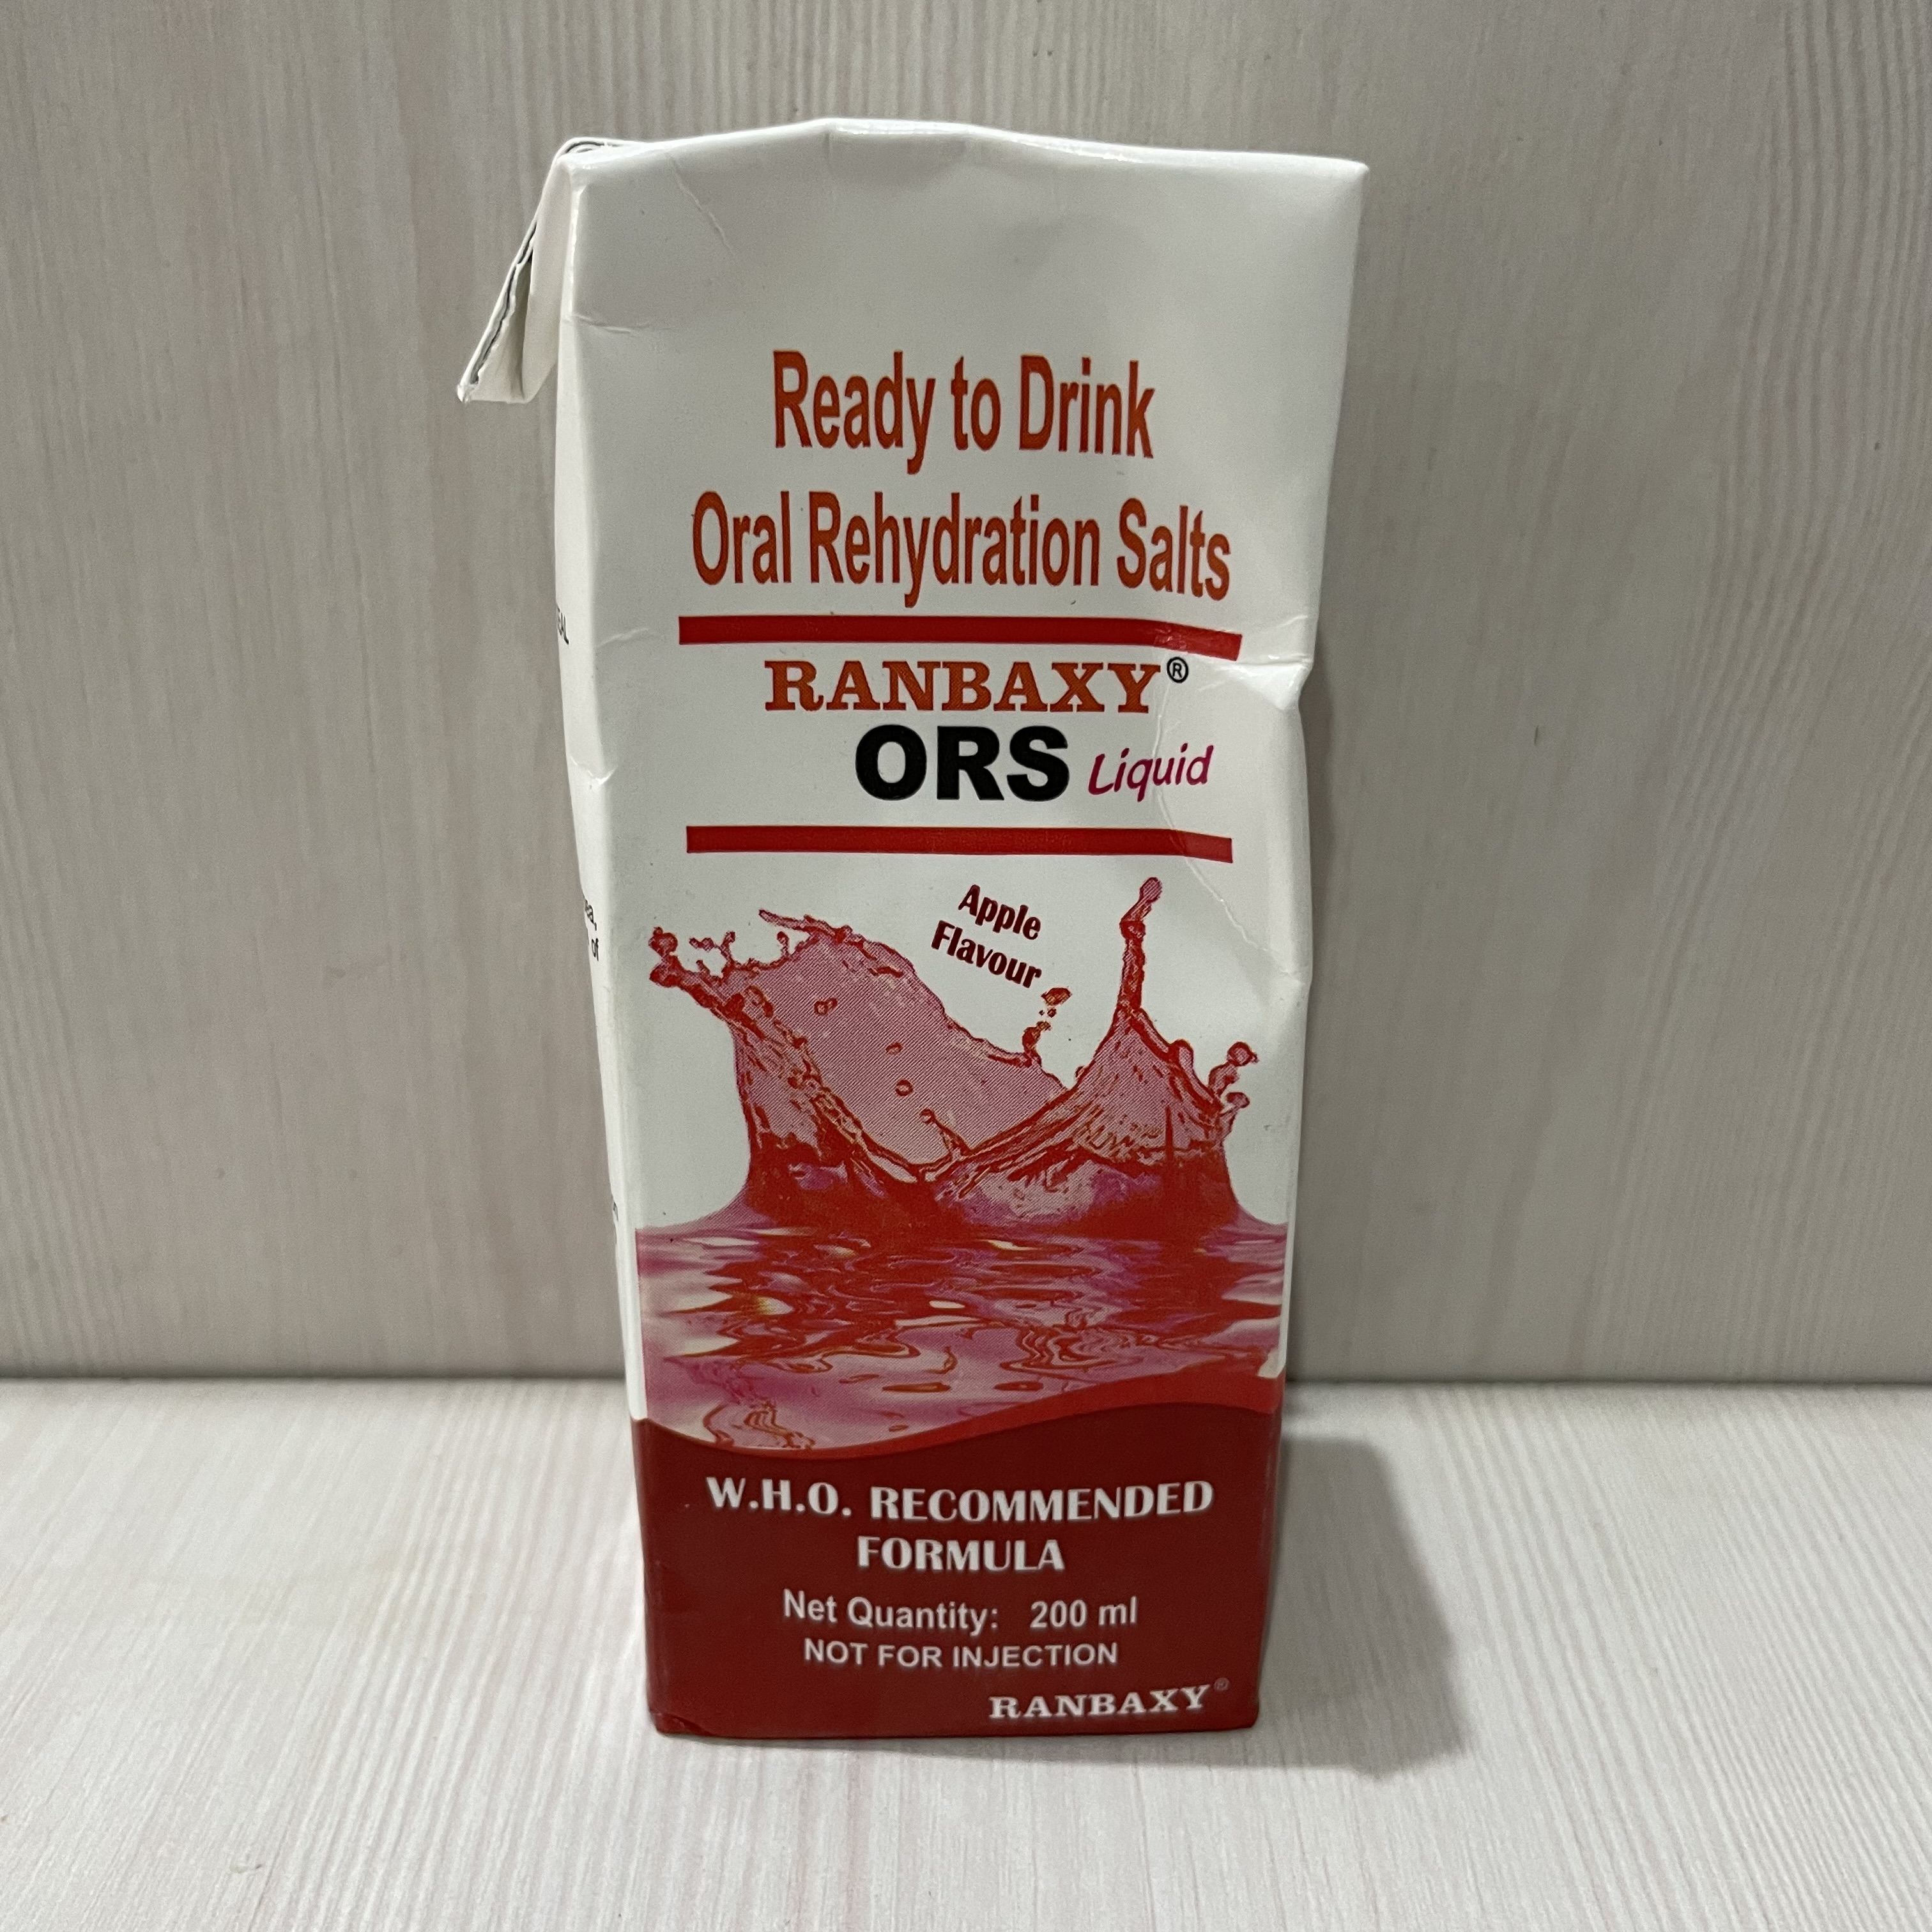 Ready to Drink
Oral Rehydration Salts
RANBAXY®
ORS Liquid
Apple
Flavour
W.H.O. RECOMMENDED
FORMULA
Net Quantity: 200 ml
NOT FOR INJECTION
RANBAXY®
of